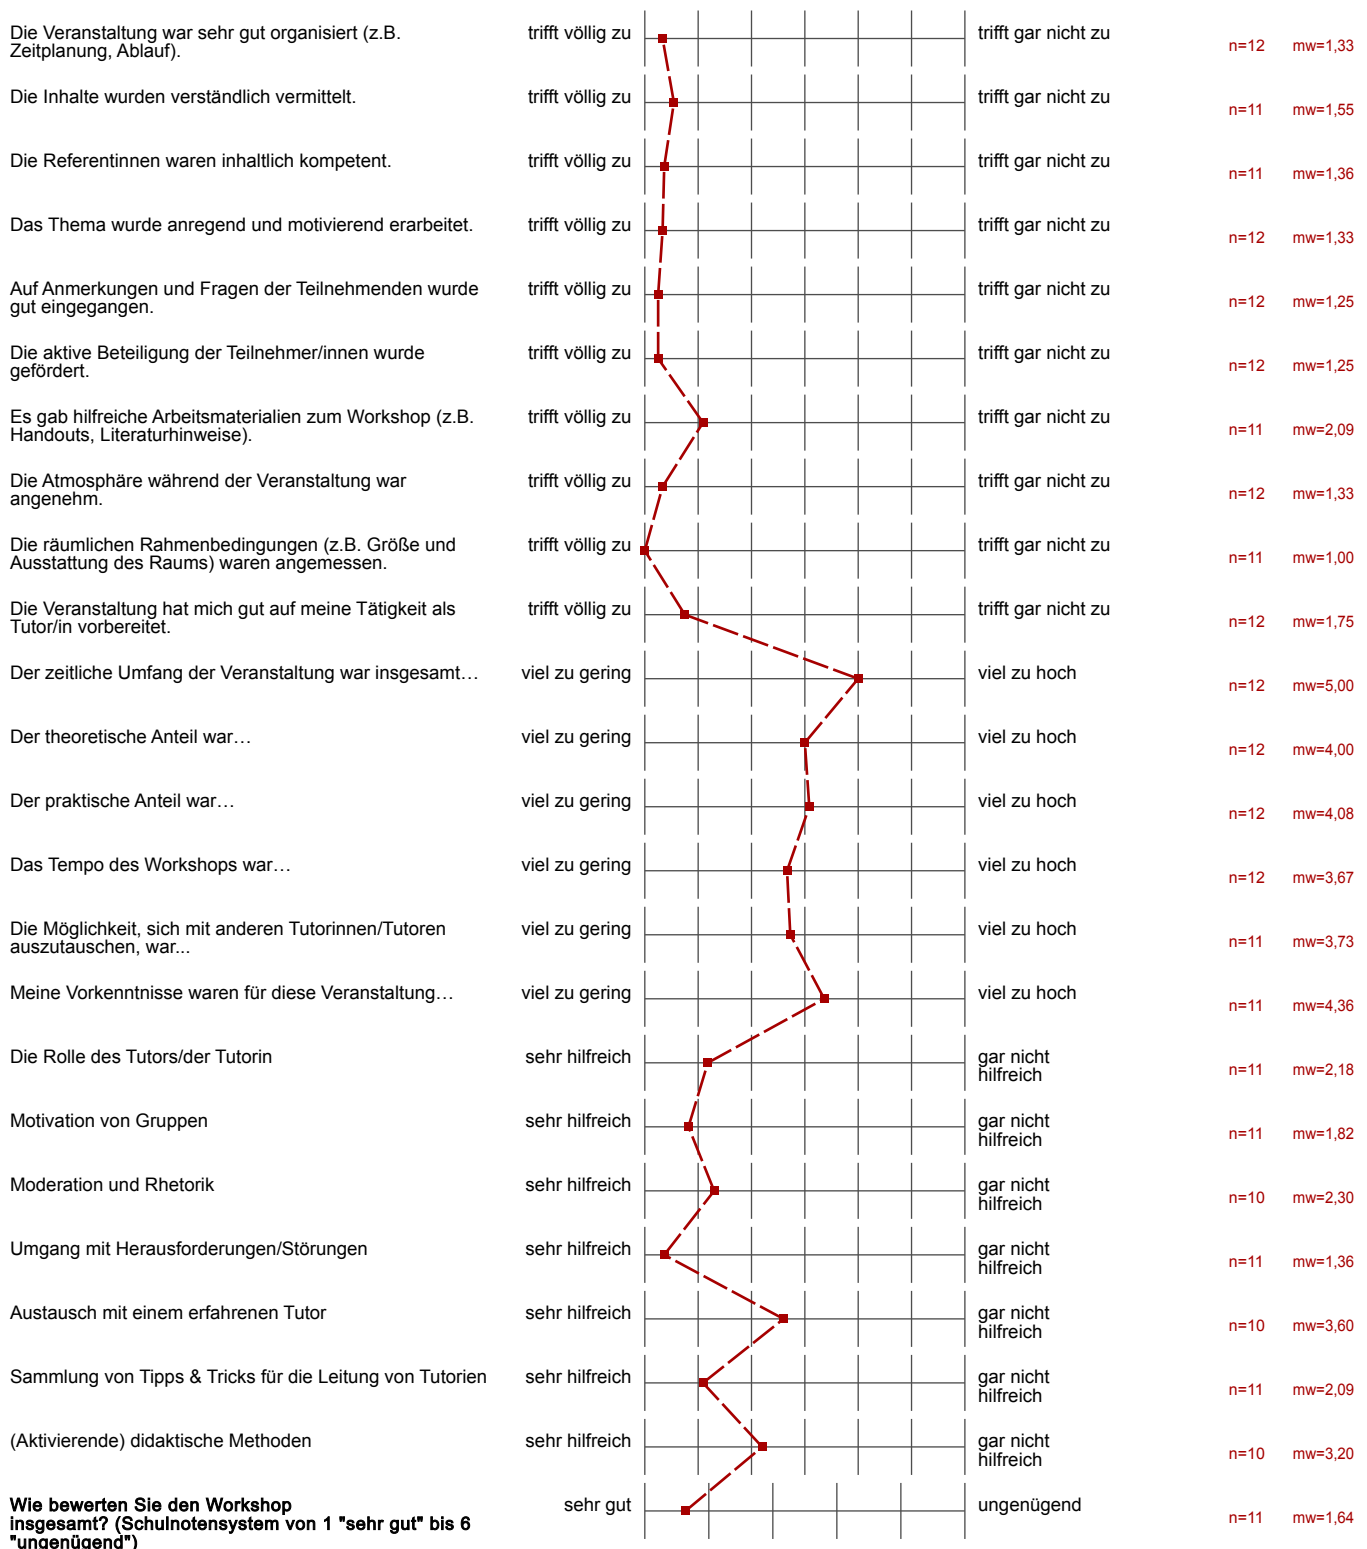 Die Veranstaltung war sehr gut organisiert (z.B.
Zeitplanung, Ablauf).
trifft völlig zu
trifft gar nicht zu
n=12 mw=1,33
Die Inhalte wurden verständlich vermittelt.
trifft völlig zu
trifft gar nicht zu
n=11 mw=1,55
Die Referentinnen waren inhaltlich kompetent.
trifft völlig zu
trifft gar nicht zu
n=11 mw=1,36
Das Thema wurde anregend und motivierend erarbeitet.
trifft völlig zu
trifft gar nicht zu
n=12 mw=1,33
Auf Anmerkungen und Fragen der Teilnehmenden wurde
gut eingegangen.
trifft völlig zu
trifft gar nicht zu
n=12 mw=1,25
Die aktive Beteiligung der Teilnehmer/innen wurde
gefördert.
trifft völlig zu
trifft gar nicht zu
n=12 mw=1,25
Es gab hilfreiche Arbeitsmaterialien zum Workshop (z.B.
Handouts, Literaturhinweise).
trifft völlig zu
trifft gar nicht zu
n=11 mw=2,09
Die Atmosphäre während der Veranstaltung war
angenehm.
trifft völlig zu
trifft gar nicht zu
n=12 mw=1,33
Die räumlichen Rahmenbedingungen (z.B. Größe und
Ausstattung des Raums) waren angemessen.
trifft völlig zu
trifft gar nicht zu
n=11 mw=1,00
Die Veranstaltung hat mich gut auf meine Tätigkeit als
Tutor/in vorbereitet.
trifft völlig zu
trifft gar nicht zu
n=12 mw=1,75
Der zeitliche Umfang der Veranstaltung war insgesamt…
viel zu gering
viel zu hoch
n=12 mw=5,00
Der theoretische Anteil war…
viel zu gering
viel zu hoch
n=12 mw=4,00
Der praktische Anteil war…
viel zu gering
viel zu hoch
n=12 mw=4,08
Das Tempo des Workshops war…
viel zu gering
viel zu hoch
n=12 mw=3,67
Die Möglichkeit, sich mit anderen Tutorinnen/Tutoren
auszutauschen, war...
viel zu gering
viel zu hoch
n=11 mw=3,73
Meine Vorkenntnisse waren für diese Veranstaltung…
viel zu gering
viel zu hoch
n=11 mw=4,36
Die Rolle des Tutors/der Tutorin
sehr hilfreich
gar nicht
hilfreich
n=11 mw=2,18
Motivation von Gruppen
sehr hilfreich
gar nicht
hilfreich
n=11 mw=1,82
Moderation und Rhetorik
sehr hilfreich
gar nicht
hilfreich
n=10 mw=2,30
Umgang mit Herausforderungen/Störungen
sehr hilfreich
gar nicht
hilfreich
n=11 mw=1,36
Austausch mit einem erfahrenen Tutor
sehr hilfreich
gar nicht
hilfreich
n=10 mw=3,60
Sammlung von Tipps & Tricks für die Leitung von Tutorien
sehr hilfreich
gar nicht
hilfreich
n=11 mw=2,09
(Aktivierende) didaktische Methoden
sehr hilfreich
gar nicht
hilfreich
n=10 mw=3,20
Wie bewerten Sie den Workshop
insgesamt? (Schulnotensystem von 1 "sehr gut" bis 6
"ungenügend")
sehr gut
ungenügend
n=11 mw=1,64